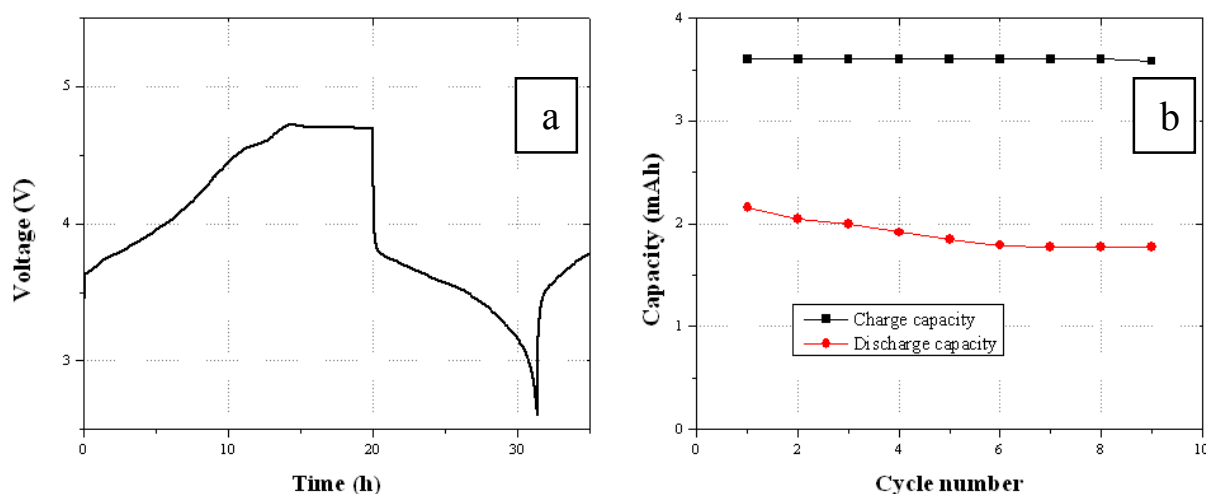 5
4
3
Voltage (V)
0
10
20
30
Time (h)
a
4
3
2
1
0
Capacity (mAh)
Charge capacity
Discharge capacity
0
2
4
6
8
10
Cycle number
b